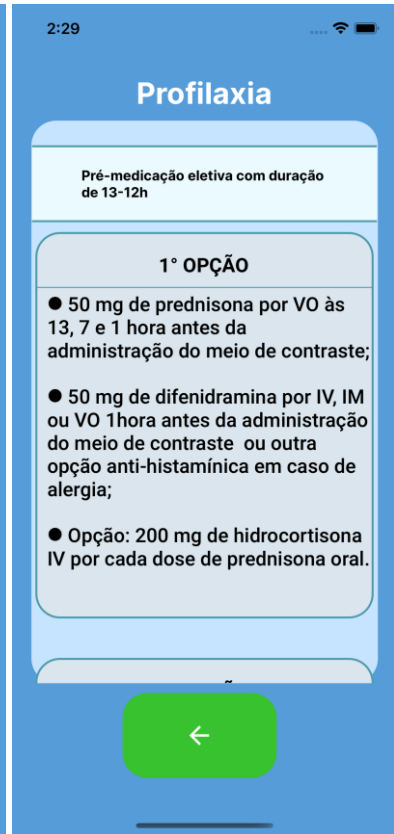 2:29
Profilaxia
Pré-medicação eletiva com duração
de 13-12h
1° OPÇÃO
● 50 mg de prednisona por VO às
13, 7 e 1 hora antes da
administração do meio de contraste;
● 50 mg de difenidramina por IV, IM
ou VO 1hora antes da administração
do meio de contraste ou outra
opção anti-histamínica em caso de
alergia;
● Opção: 200 mg de hidrocortisona
IV por cada dose de prednisona oral.